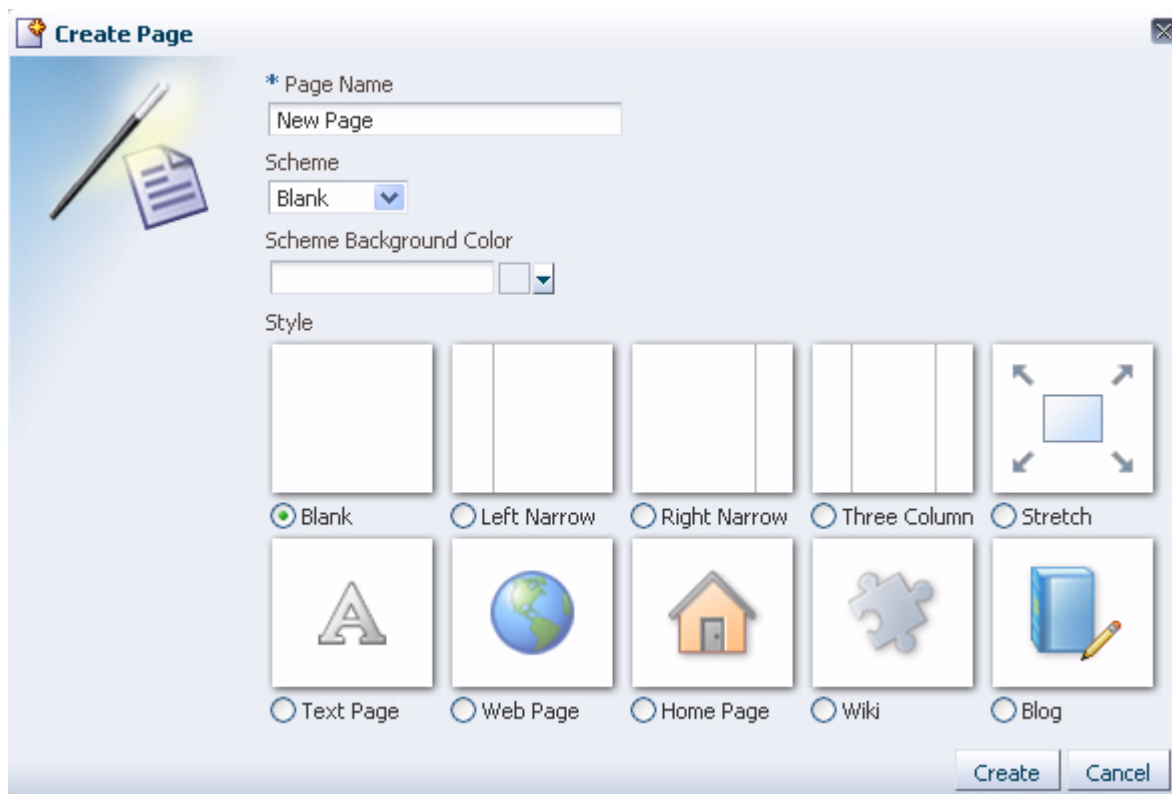 Create Page
* Page Name
New Page
Scheme
Blank
Scheme Background Color
Style
Blank Left Narrow Right Narrow Three Column Stretch
A
Text Page Web Page Home Page Wiki Blog
Create Cancel